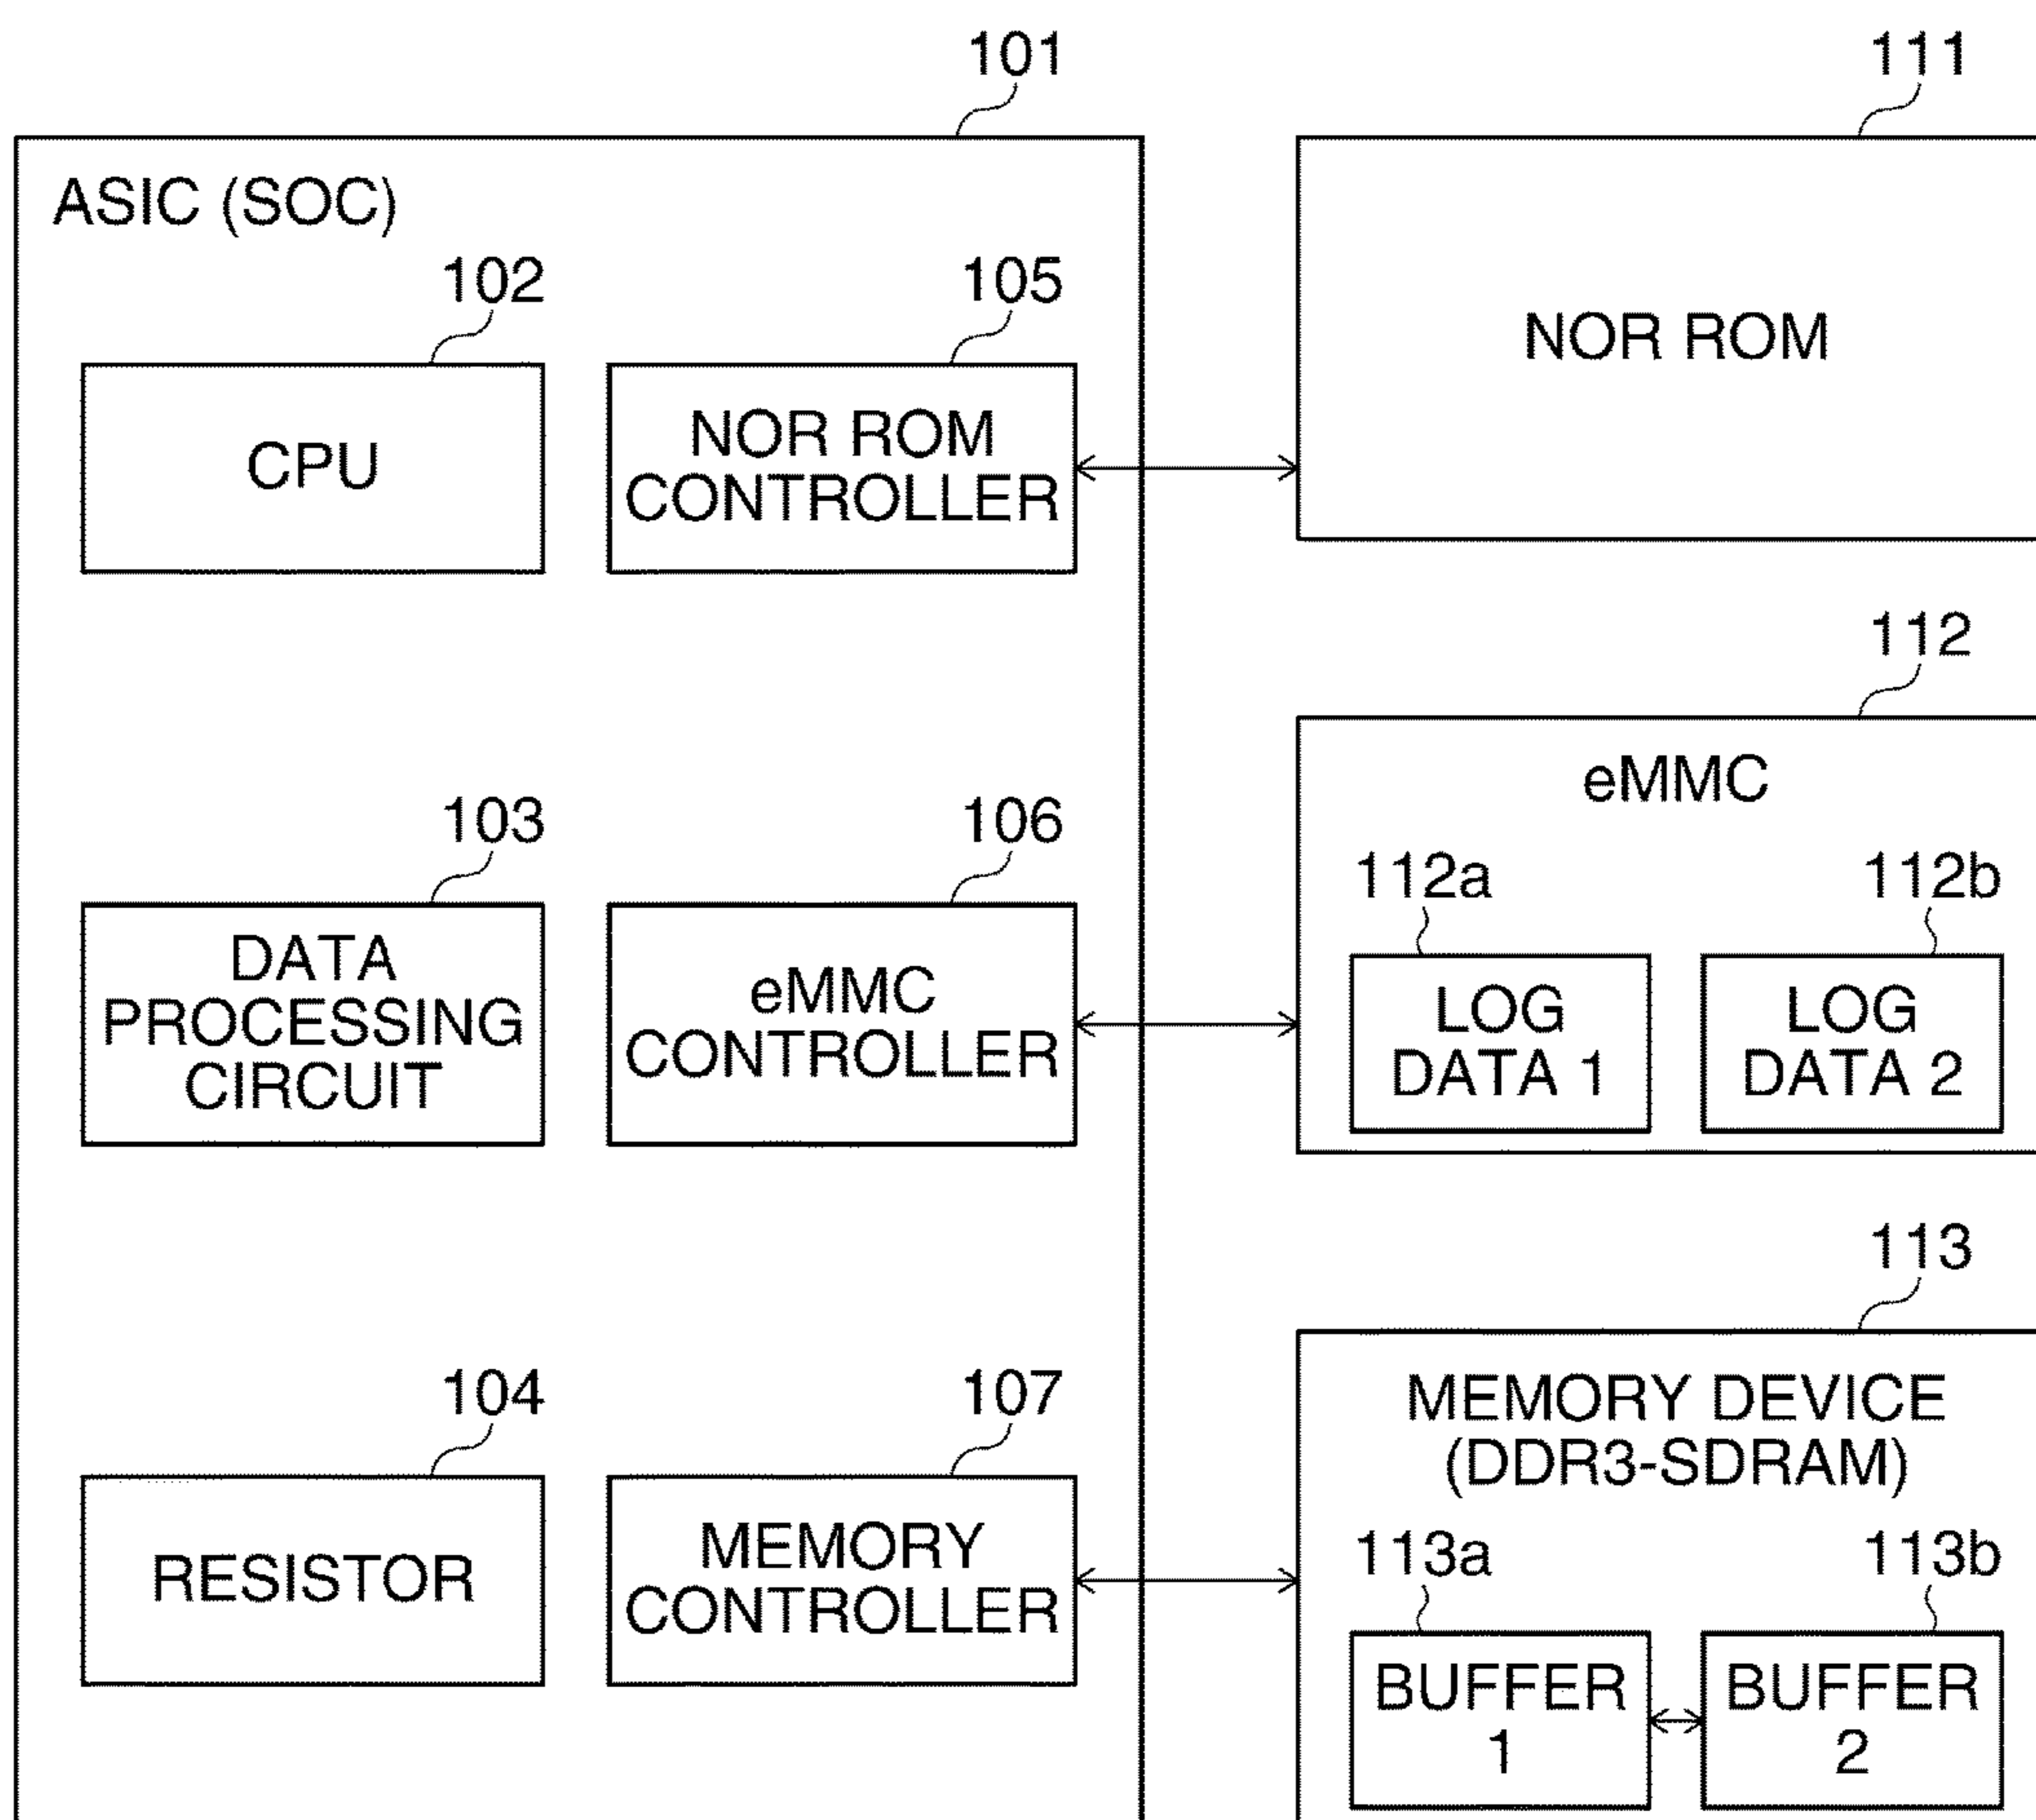 101
111
ASIC (SOC)
102
105
CPU
NOR ROM
CONTROLLER
NOR ROM
112
103
106
DATA
PROCESSING
CIRCUIT
eMMC
CONTROLLER
eMMC
112a
112b
LOG
DATA 1
LOG
DATA 2
113
104
107
RESISTOR
MEMORY
CONTROLLER
MEMORY DEVICE
(DDR3-SDRAM)
113a
113b
BUFFER
1
BUFFER
2